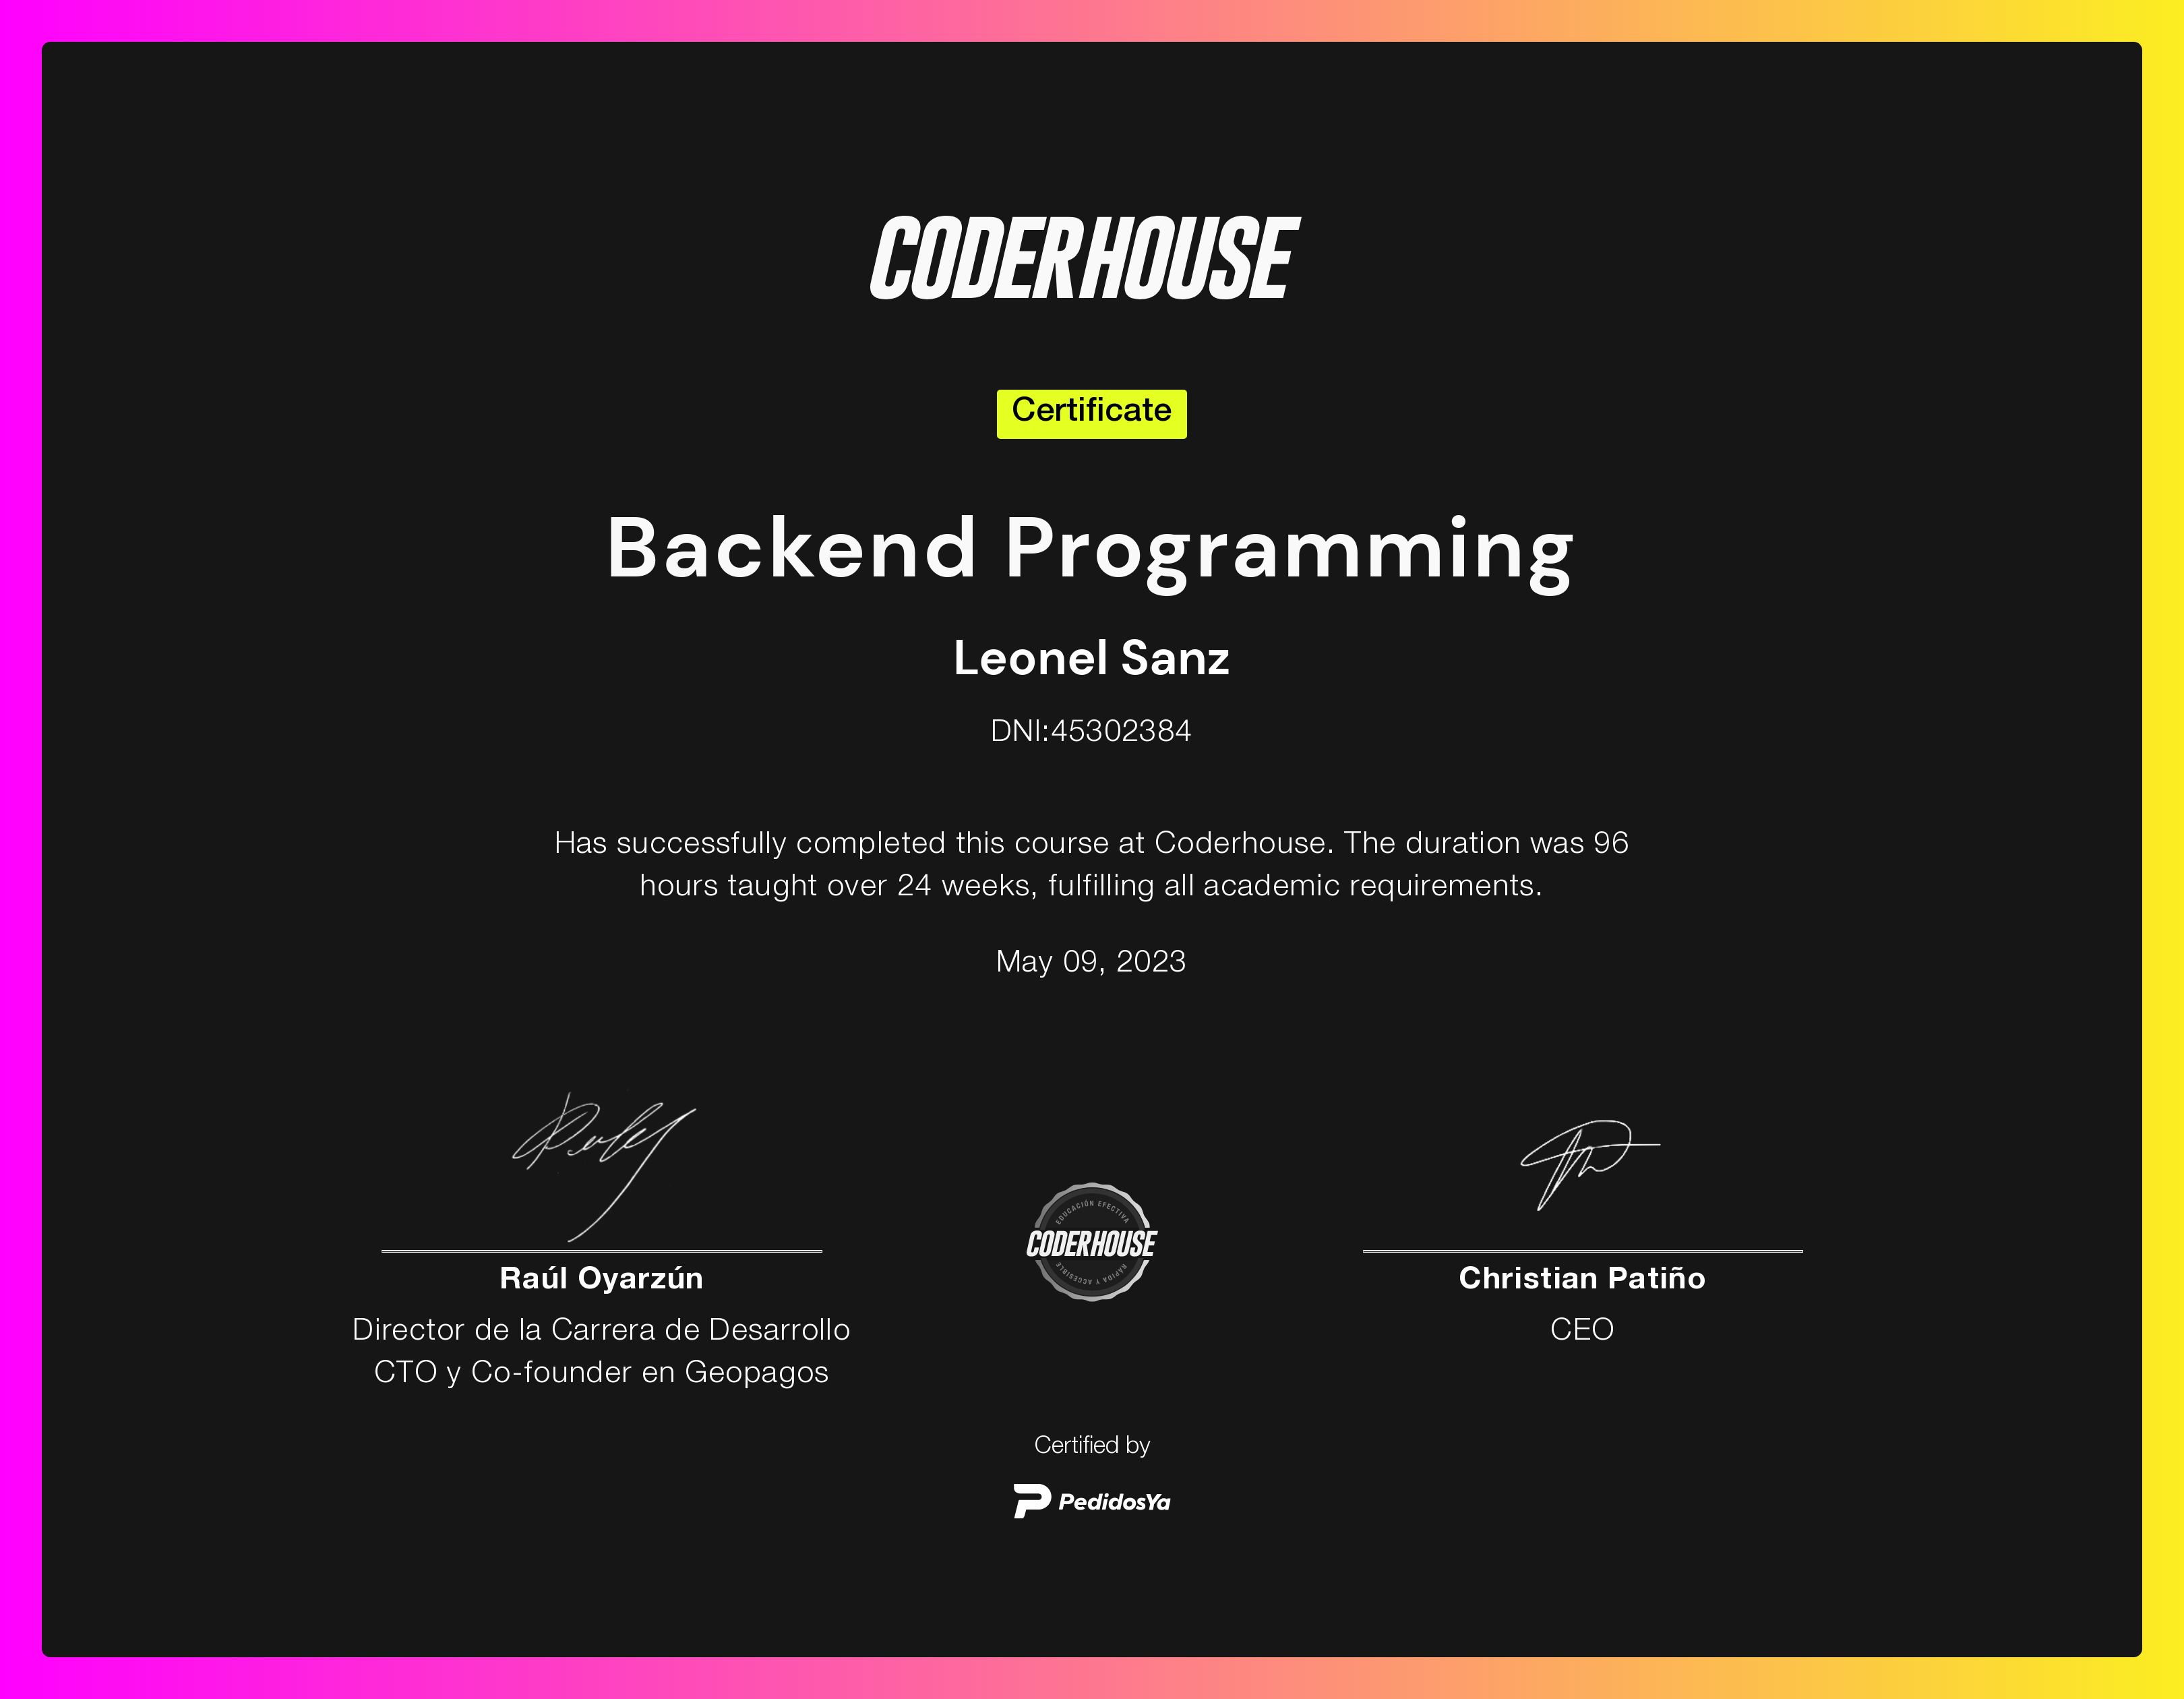 CODERHOUSE
Certificate
Backend Programming
Leonel Sanz
DNI:45302384
Has successfully completed this course at Coderhouse. The duration was 96
hours taught over 24 weeks, fulfilling all academic requirements.
May 09, 2023
Raúl Oyarzún
Director de la Carrera de Desarrollo
CTO y Co-founder en Geopagos
EDUCACIÓN EFECTIVA
CODERHOUSE
RÁPIDA Y ACCESIBLE
Christian Patiño
CEO
Certified by
PedidosYa